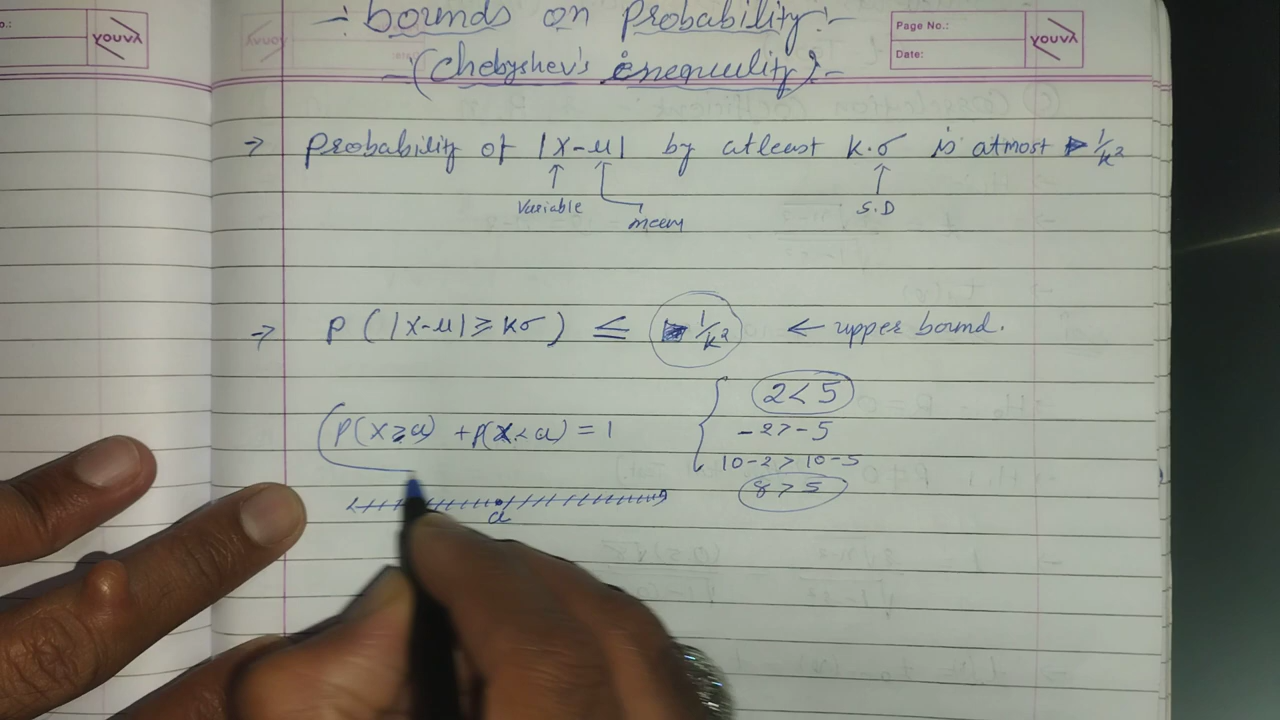 :- bounds on Probability :-
-(Chebyshev's inequality):-
Page No.:
Date:
YOUVA
YOUVA
→ Probability of |X-μ| by atleast k.σ is atmost 1/k²
Variable
mean
S.D
→ P(|X-μ| ≥ kσ) ≤ 1/k² ← upper bound.
P(X≥a) + P(X<a) = 1
a
2 < 5
-2 > -5
10-2 > 10-5
8 > 5